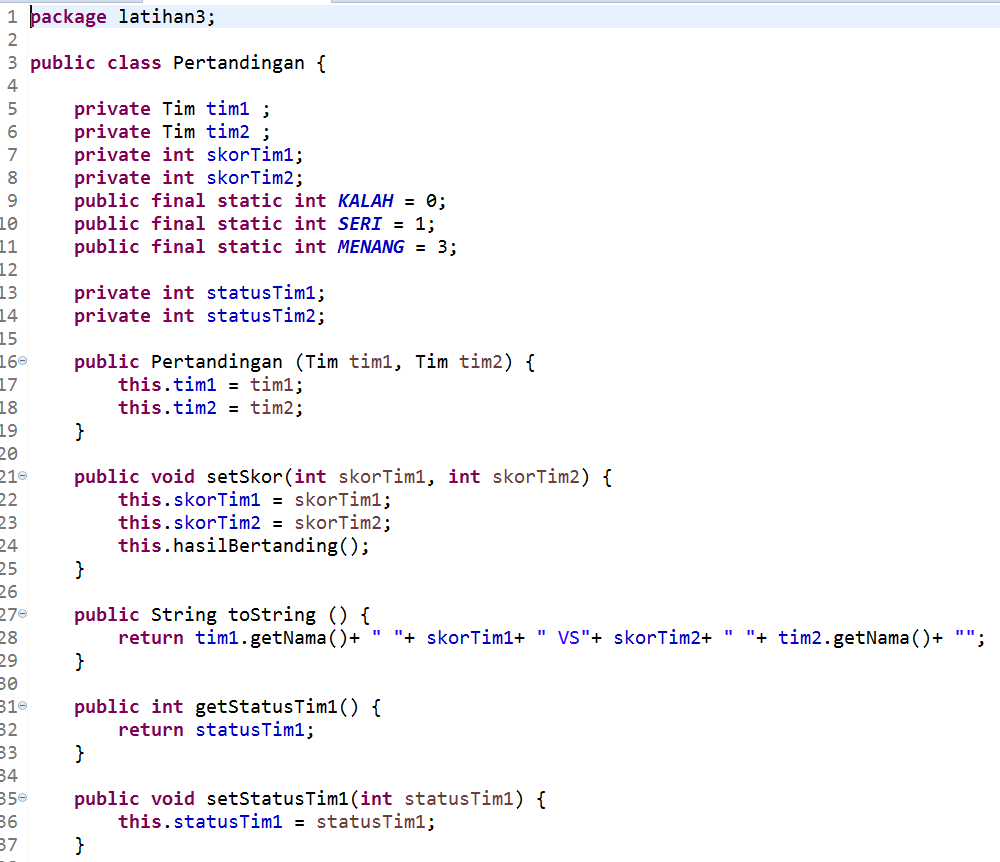 1 package latihan3;
2
3 public class Pertandingan {
4
5     private Tim tim1 ;
6     private Tim tim2 ;
7     private int skorTim1;
8     private int skorTim2;
9     public final static int KALAH = 0;
10     public final static int SERI = 1;
11     public final static int MENANG = 3;
12
13     private int statusTim1;
14     private int statusTim2;
15
16     public Pertandingan (Tim tim1, Tim tim2) {
17         this.tim1 = tim1;
18         this.tim2 = tim2;
19     }
20
21     public void setSkor(int skorTim1, int skorTim2) {
22         this.skorTim1 = skorTim1;
23         this.skorTim2 = skorTim2;
24         this.hasilBertanding();
25     }
26
27     public String toString () {
28         return tim1.getNama()+ " "+ skorTim1+ " VS"+ skorTim2+ " "+ tim2.getNama()+ "";
29     }
30
31     public int getStatusTim1() {
32         return statusTim1;
33     }
34
35     public void setStatusTim1(int statusTim1) {
36         this.statusTim1 = statusTim1;
37     }